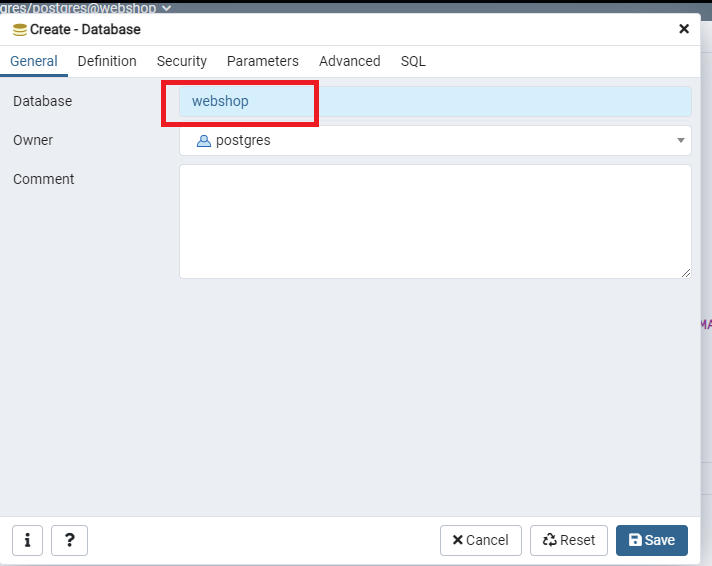 gres/postgres@webshop
Create - Database
General Definition Security Parameters Advanced SQL
Database webshop
Owner postgres
Comment
MA
i ? Cancel Reset Save